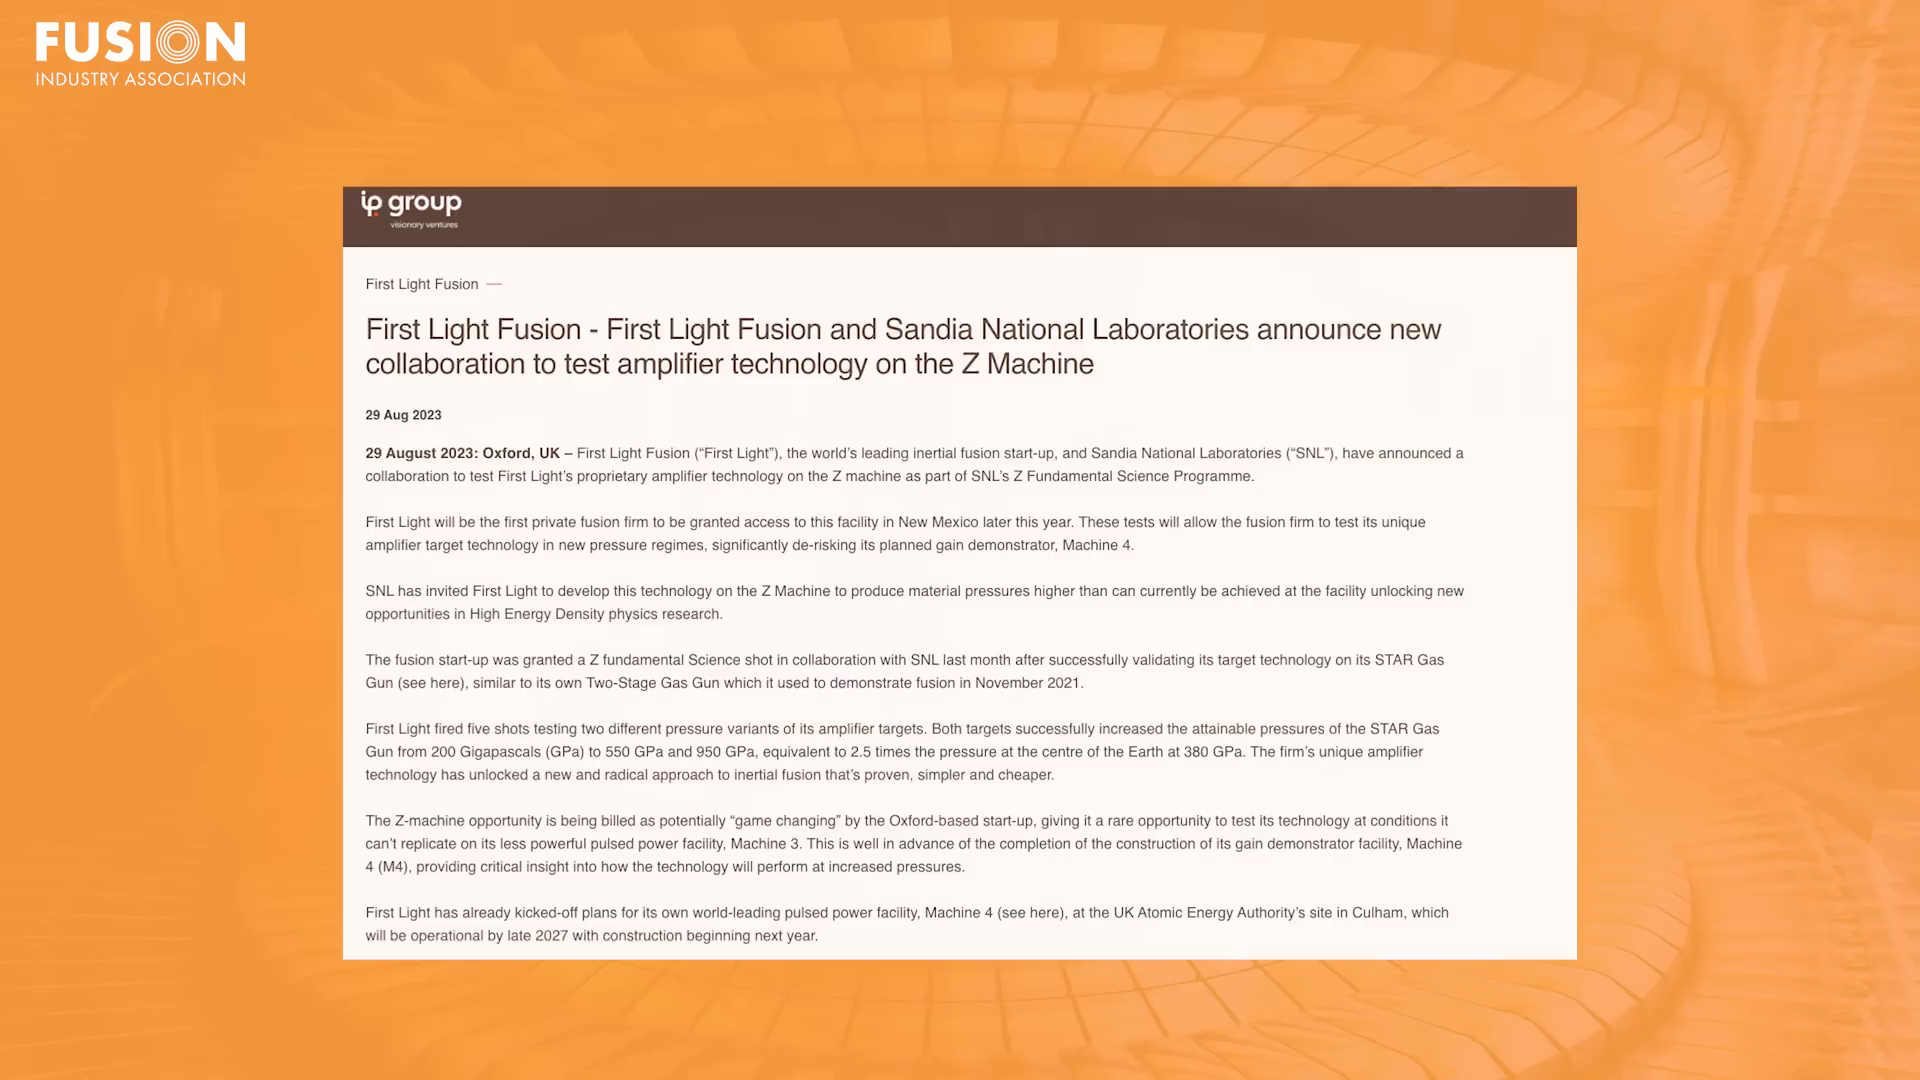 FUSION
INDUSTRY ASSOCIATION
ip group
visionary ventures
First Light Fusion —
First Light Fusion - First Light Fusion and Sandia National Laboratories announce new
collaboration to test amplifier technology on the Z Machine
29 Aug 2023
29 August 2023: Oxford, UK – First Light Fusion (“First Light”), the world’s leading inertial fusion start-up, and Sandia National Laboratories (“SNL”), have announced a
collaboration to test First Light’s proprietary amplifier technology on the Z machine as part of SNL’s Z Fundamental Science Programme.
First Light will be the first private fusion firm to be granted access to this facility in New Mexico later this year. These tests will allow the fusion firm to test its unique
amplifier target technology in new pressure regimes, significantly de-risking its planned gain demonstrator, Machine 4.
SNL has invited First Light to develop this technology on the Z Machine to produce material pressures higher than can currently be achieved at the facility unlocking new
opportunities in High Energy Density physics research.
The fusion start-up was granted a Z fundamental Science shot in collaboration with SNL last month after successfully validating its target technology on its STAR Gas
Gun (see here), similar to its own Two-Stage Gas Gun which it used to demonstrate fusion in November 2021.
First Light fired five shots testing two different pressure variants of its amplifier targets. Both targets successfully increased the attainable pressures of the STAR Gas
Gun from 200 Gigapascals (GPa) to 550 GPa and 950 GPa, equivalent to 2.5 times the pressure at the centre of the Earth at 380 GPa. The firm’s unique amplifier
technology has unlocked a new and radical approach to inertial fusion that’s proven, simpler and cheaper.
The Z-machine opportunity is being billed as potentially “game changing” by the Oxford-based start-up, giving it a rare opportunity to test its technology at conditions it
can’t replicate on its less powerful pulsed power facility, Machine 3. This is well in advance of the completion of the construction of its gain demonstrator facility, Machine
4 (M4), providing critical insight into how the technology will perform at increased pressures.
First Light has already kicked-off plans for its own world-leading pulsed power facility, Machine 4 (see here), at the UK Atomic Energy Authority’s site in Culham, which
will be operational by late 2027 with construction beginning next year.